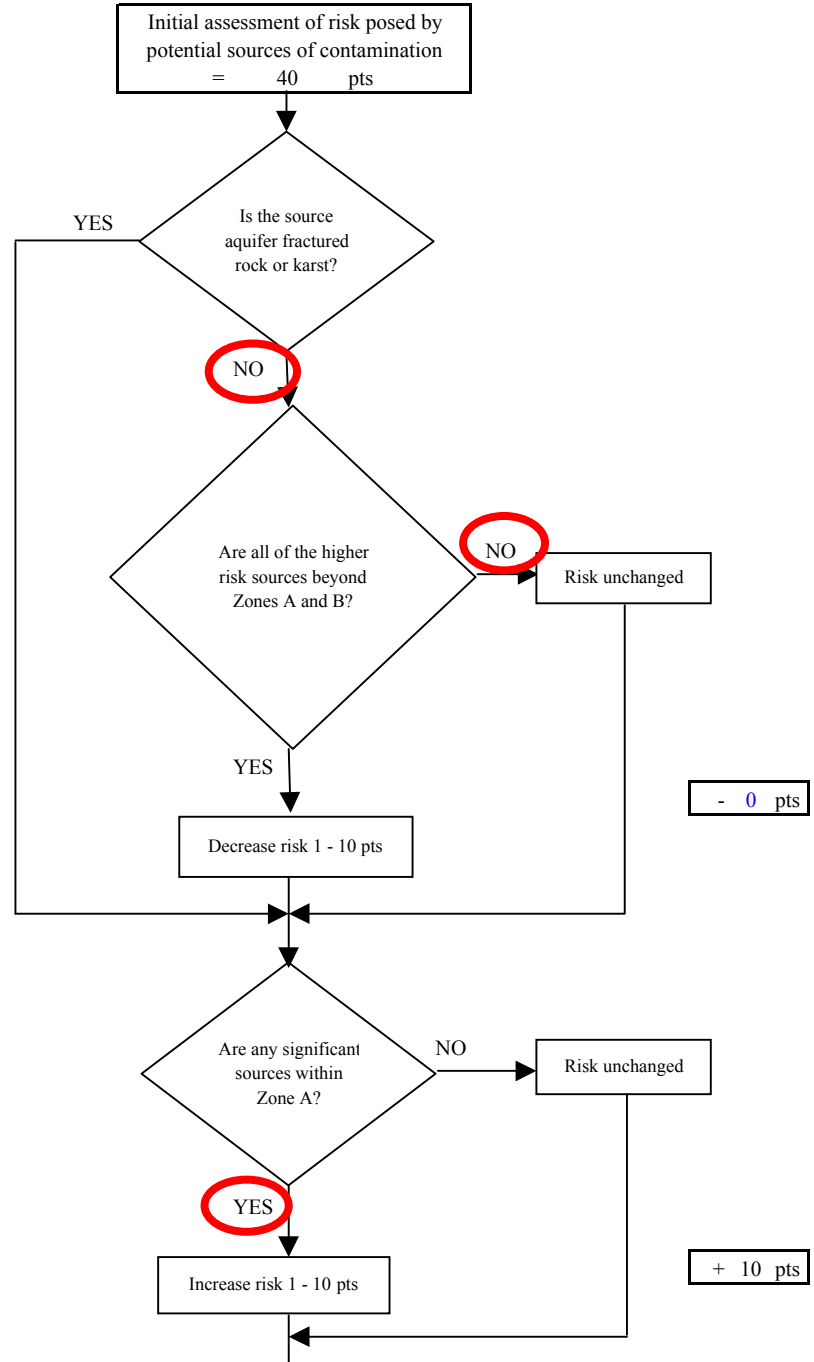 Initial assessment of risk posed by
potential sources of contamination
= 40 pts
YES
Is the source
aquifer fractured
rock or karst?
NO
Are all of the higher
risk sources beyond
Zones A and B?
NO
Risk unchanged
YES
- 0 pts
Decrease risk 1 - 10 pts
Are any significant
sources within
Zone A?
NO
Risk unchanged
YES
+ 10 pts
Increase risk 1 - 10 pts